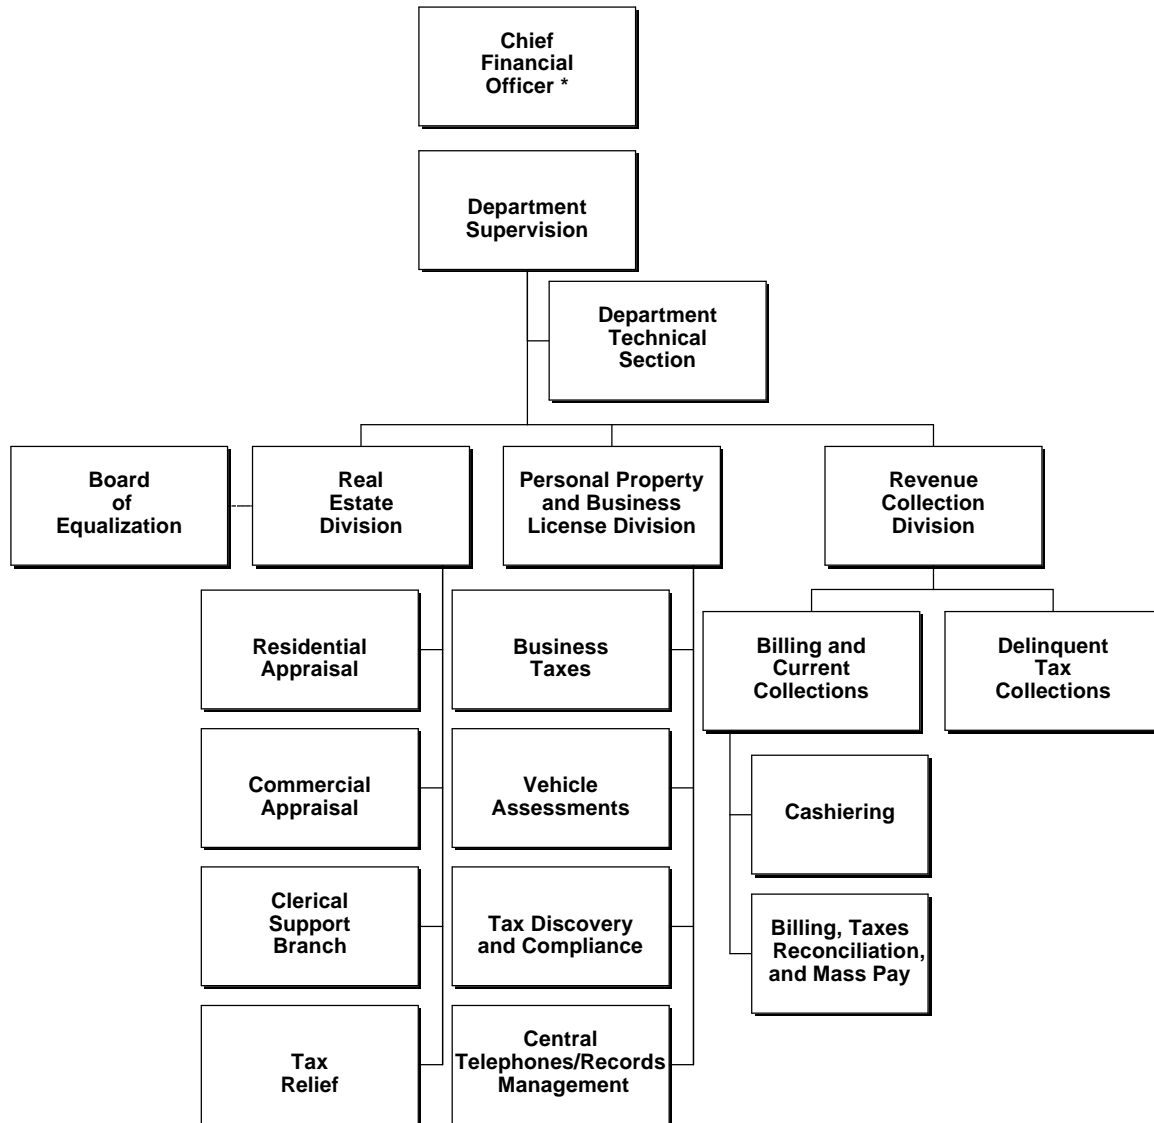 Chief
Financial
Officer *
Department
Supervision
Department
Technical
Section
Board
of
Equalization
Real
Estate
Division
Personal Property
and Business
License Division
Revenue
Collection
Division
Residential
Appraisal
Business
Taxes
Billing and
Current
Collections
Delinquent
Tax
Collections
Commercial
Appraisal
Vehicle
Assessments
Cashiering
Clerical
Support
Branch
Tax Discovery
and Compliance
Billing, Taxes
Reconciliation,
and Mass Pay
Tax
Relief
Central
Telephones/Records
Management